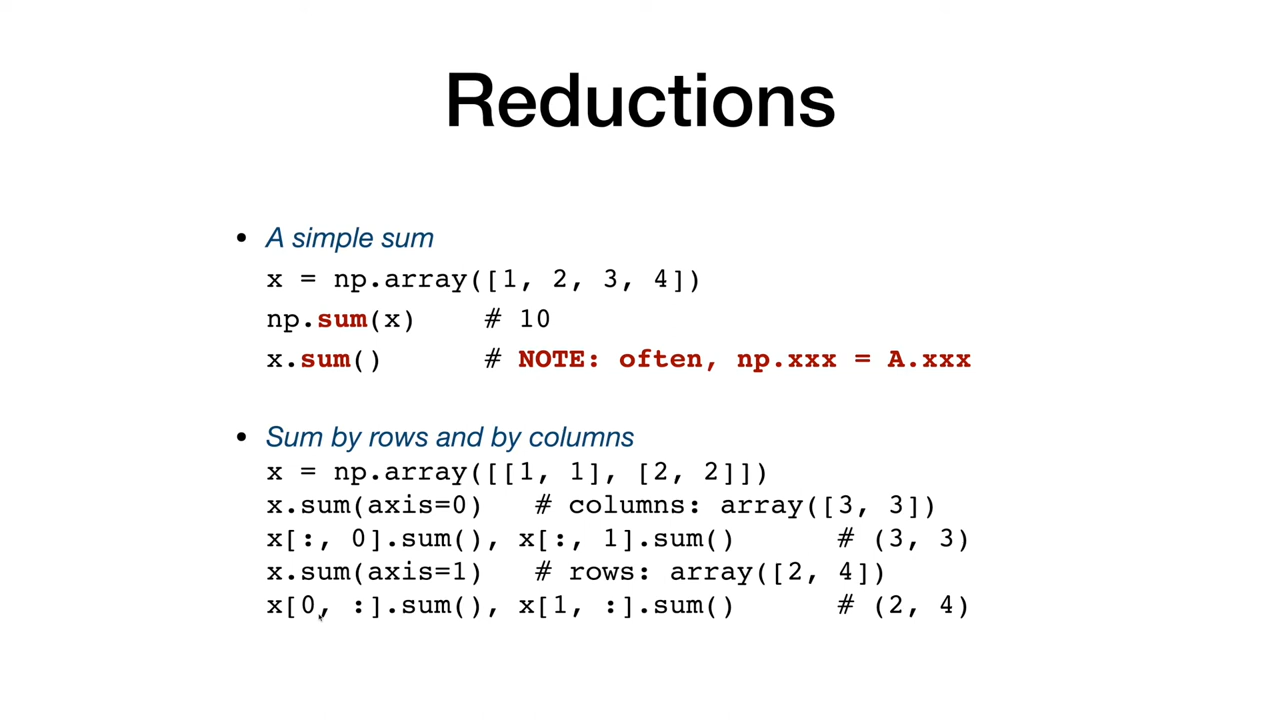 Reductions
• A simple sum
x = np.array([1, 2, 3, 4])
np.sum(x)    # 10
x.sum()      # NOTE: often, np.xxx = A.xxx
• Sum by rows and by columns
x = np.array([[1, 1], [2, 2]])
x.sum(axis=0)   # columns: array([3, 3])
x[:, 0].sum(), x[:, 1].sum()      # (3, 3)
x.sum(axis=1)   # rows: array([2, 4])
x[0, :].sum(), x[1, :].sum()      # (2, 4)